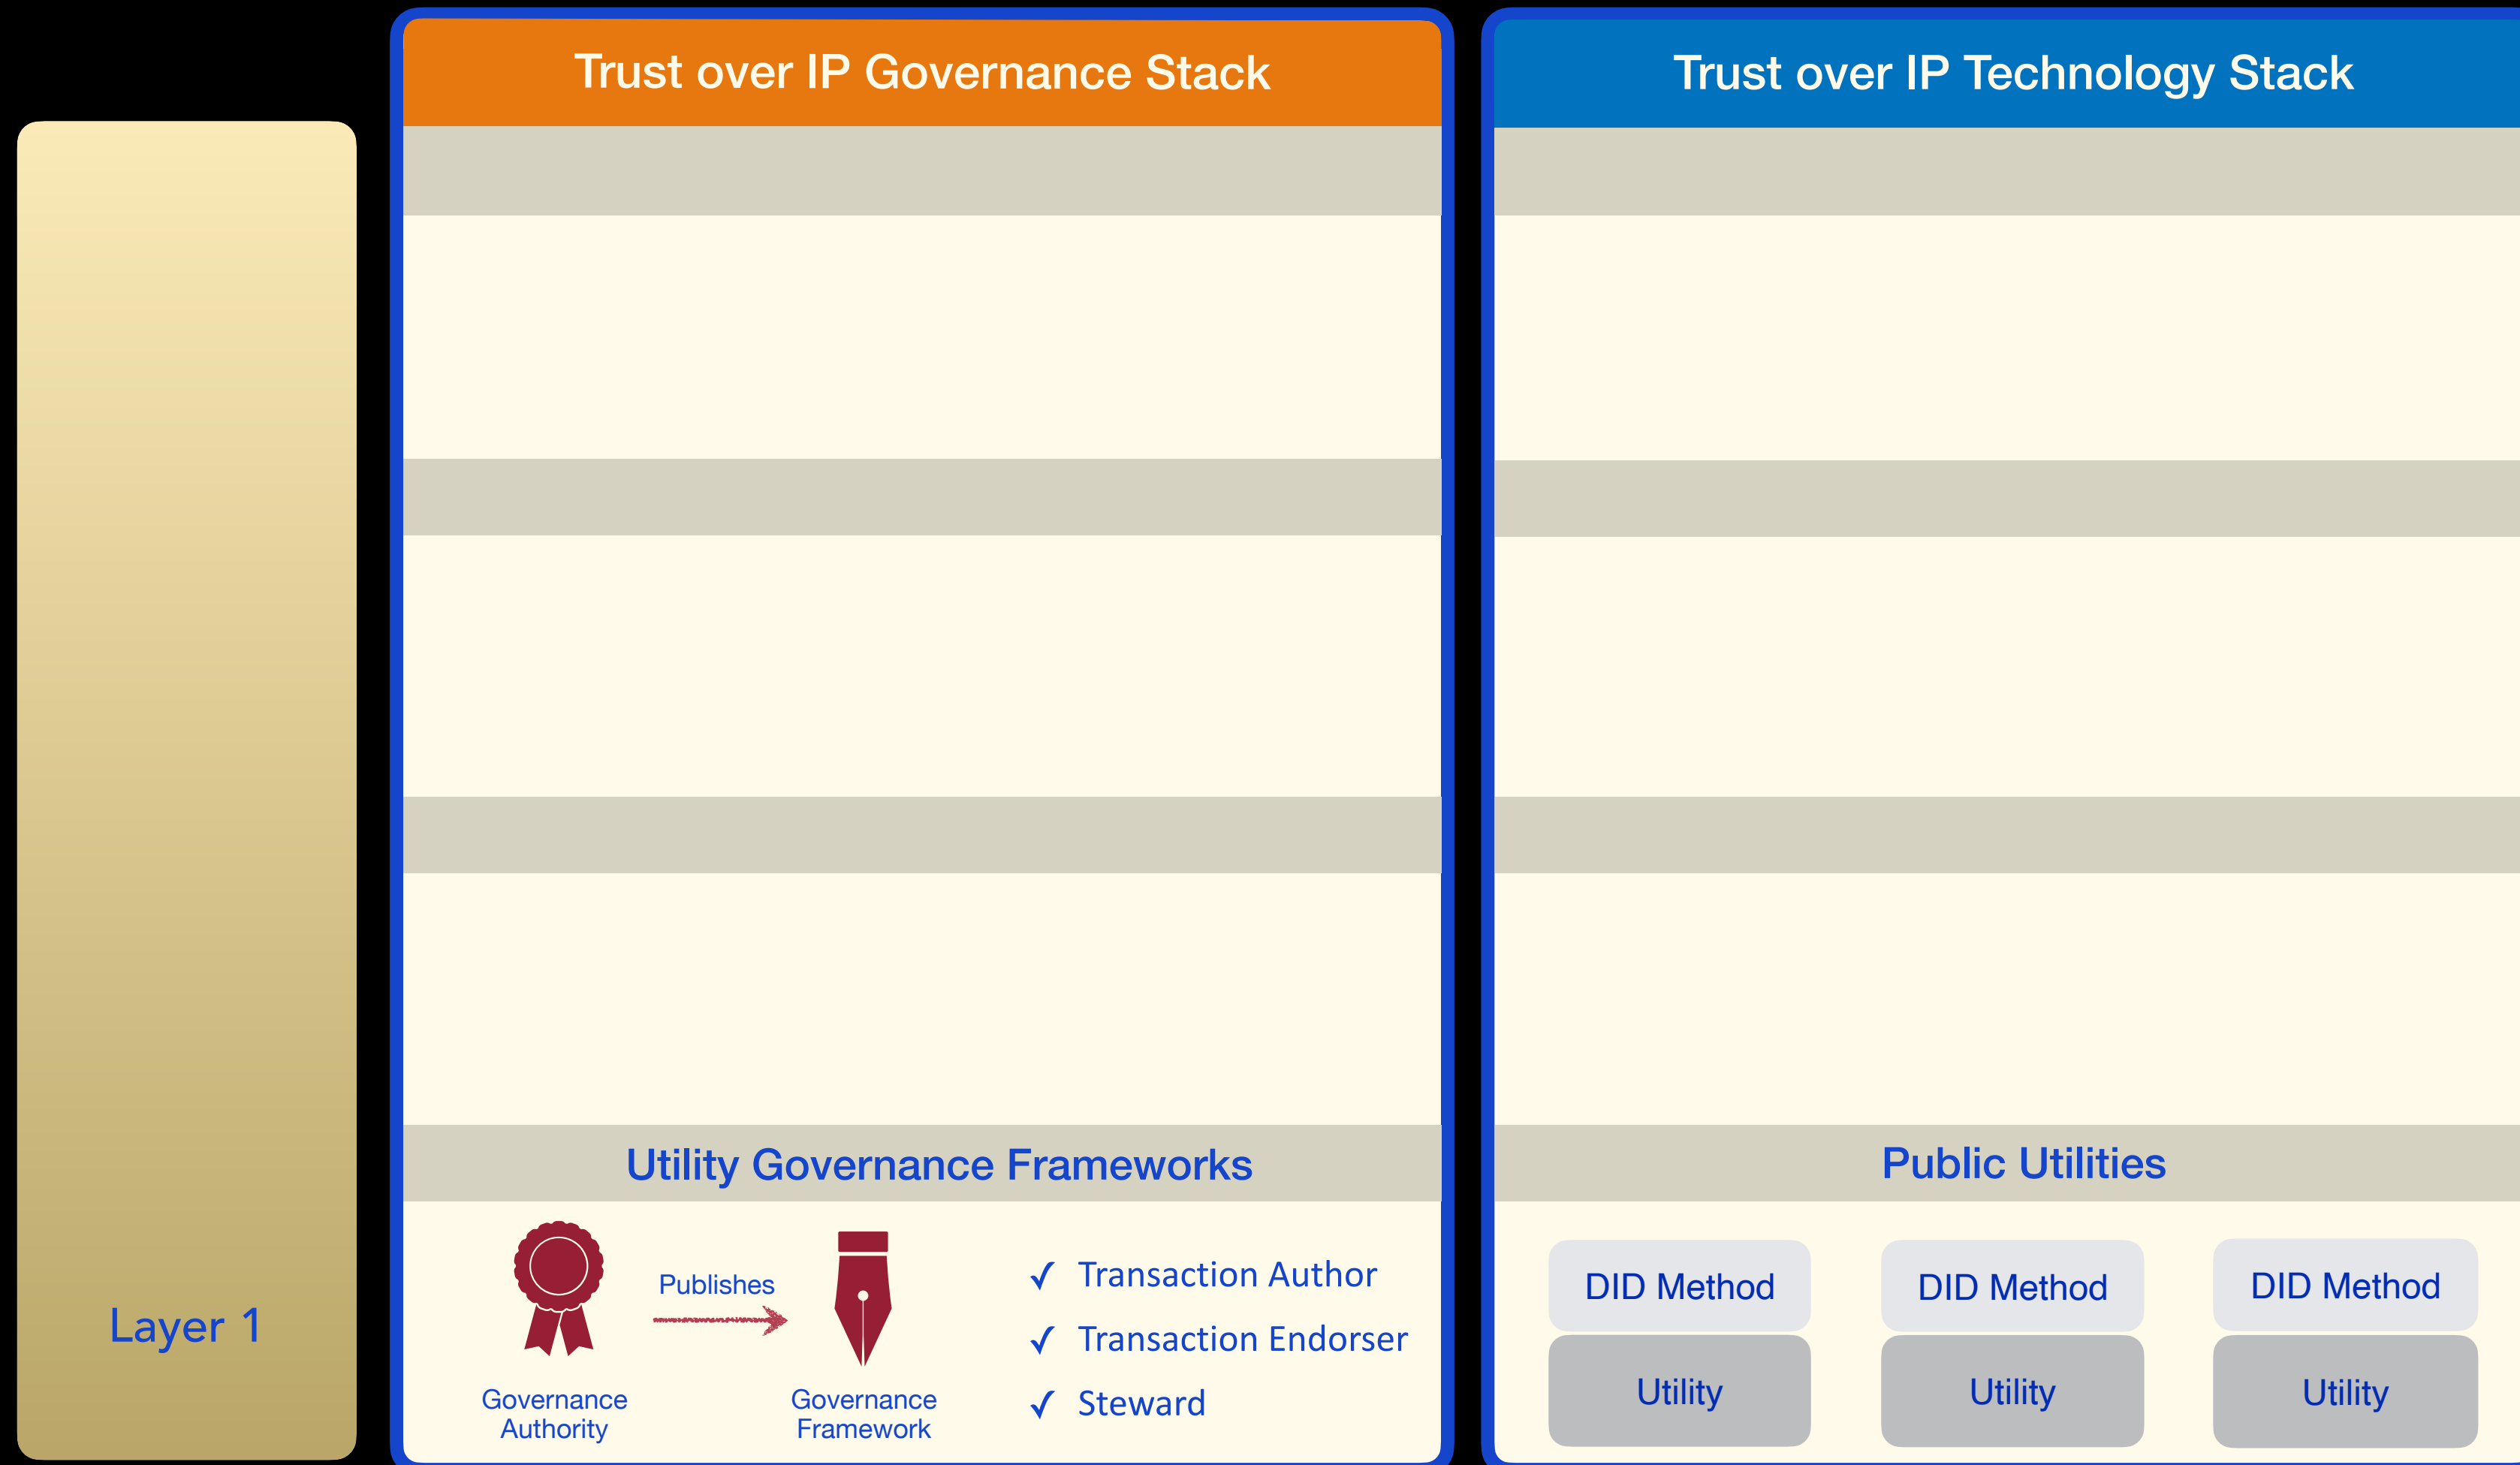 Trust over IP Governance Stack
Trust over IP Technology Stack
Layer 1
Utility Governance Frameworks
Publishes
Governance
Authority
Governance
Framework
✓ Transaction Author
✓ Transaction Endorser
✓ Steward
Public Utilities
DID Method
DID Method
DID Method
Utility
Utility
Utility